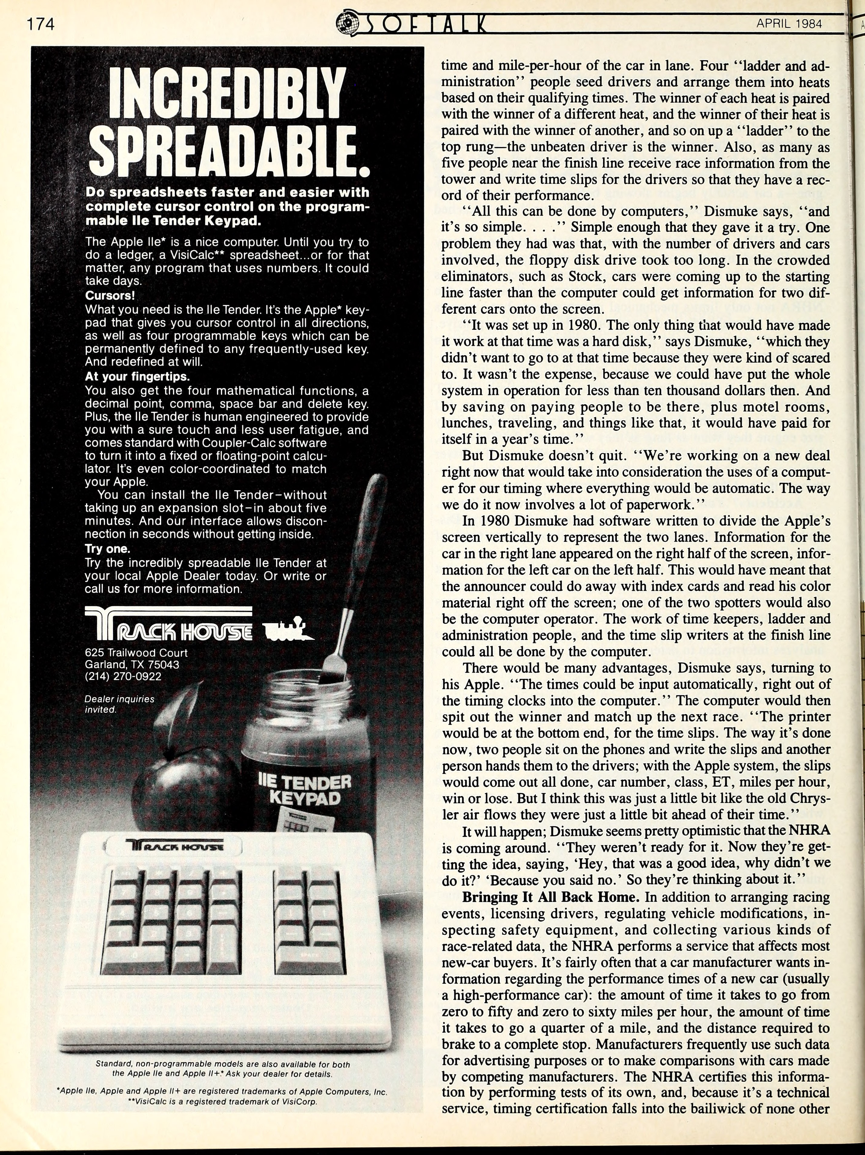 174
SOFTALK
APRIL 1984
INCREDIBLY
SPREADABLE.
Do spreadsheets faster and easier with
complete cursor control on the program-
mable IIe Tender Keypad.
The Apple IIe* is a nice computer. Until you try to
do a ledger, a VisiCalc** spreadsheet...or for that
matter, any program that uses numbers. It could
take days.
Cursors!
What you need is the IIe Tender. It's the Apple* key-
pad that gives you cursor control in all directions,
as well as four programmable keys which can be
permanently defined to any frequently-used key.
And redefined at will.
At your fingertips.
You also get the four mathematical functions, a
decimal point, comma, space bar and delete key.
Plus, the IIe Tender is human engineered to provide
you with a sure touch and less user fatigue, and
comes standard with Coupler-Calc software
to turn it into a fixed or floating-point calcu-
lator. It's even color-coordinated to match
your Apple.
You can install the IIe Tender–without
taking up an expansion slot–in about five
minutes. And our interface allows discon-
nection in seconds without getting inside.
Try one.
Try the incredibly spreadable IIe Tender at
your local Apple Dealer today. Or write or
call us for more information.
TRACK HOUSE
625 Trailwood Court
Garland, TX 75043
(214) 270-0922
Dealer inquiries
invited.
IIE TENDER
KEYPAD
TRACK HOUSE
Standard, non-programmable models are also available for both
the Apple IIe and Apple II+.* Ask your dealer for details.
*Apple IIe, Apple and Apple II+ are registered trademarks of Apple Computers, Inc.
**VisiCalc is a registered trademark of VisiCorp.
time and mile-per-hour of the car in lane. Four ‘‘ladder and ad-
ministration’’ people seed drivers and arrange them into heats
based on their qualifying times. The winner of each heat is paired
with the winner of a different heat, and the winner of their heat is
paired with the winner of another, and so on up a ‘‘ladder’’ to the
top rung—the unbeaten driver is the winner. Also, as many as
five people near the finish line receive race information from the
tower and write time slips for the drivers so that they have a rec-
ord of their performance.
‘‘All this can be done by computers,’’ Dismuke says, ‘‘and
it's so simple. . . .’’ Simple enough that they gave it a try. One
problem they had was that, with the number of drivers and cars
involved, the floppy disk drive took too long. In the crowded
eliminators, such as Stock, cars were coming up to the starting
line faster than the computer could get information for two dif-
ferent cars onto the screen.
‘‘It was set up in 1980. The only thing that would have made
it work at that time was a hard disk,’’ says Dismuke, ‘‘which they
didn't want to go to at that time because they were kind of scared
to. It wasn't the expense, because we could have put the whole
system in operation for less than ten thousand dollars then. And
by saving on paying people to be there, plus motel rooms,
lunches, traveling, and things like that, it would have paid for
itself in a year's time.’’
But Dismuke doesn't quit. ‘‘We're working on a new deal
right now that would take into consideration the uses of a comput-
er for our timing where everything would be automatic. The way
we do it now involves a lot of paperwork.’’
In 1980 Dismuke had software written to divide the Apple's
screen vertically to represent the two lanes. Information for the
car in the right lane appeared on the right half of the screen, infor-
mation for the left car on the left half. This would have meant that
the announcer could do away with index cards and read his color
material right off the screen; one of the two spotters would also
be the computer operator. The work of time keepers, ladder and
administration people, and the time slip writers at the finish line
could all be done by the computer.
There would be many advantages, Dismuke says, turning to
his Apple. ‘‘The times could be input automatically, right out of
the timing clocks into the computer.’’ The computer would then
spit out the winner and match up the next race. ‘‘The printer
would be at the bottom end, for the time slips. The way it's done
now, two people sit on the phones and write the slips and another
person hands them to the drivers; with the Apple system, the slips
would come out all done, car number, class, ET, miles per hour,
win or lose. But I think this was just a little bit like the old Chrys-
ler air flows they were just a little bit ahead of their time.’’
It will happen; Dismuke seems pretty optimistic that the NHRA
is coming around. ‘‘They weren't ready for it. Now they're get-
ting the idea, saying, ‘Hey, that was a good idea, why didn't we
do it?’ ‘Because you said no.’ So they're thinking about it.’’
Bringing It All Back Home. In addition to arranging racing
events, licensing drivers, regulating vehicle modifications, in-
specting safety equipment, and collecting various kinds of
race-related data, the NHRA performs a service that affects most
new-car buyers. It's fairly often that a car manufacturer wants in-
formation regarding the performance times of a new car (usually
a high-performance car): the amount of time it takes to go from
zero to fifty and zero to sixty miles per hour, the amount of time
it takes to go a quarter of a mile, and the distance required to
brake to a complete stop. Manufacturers frequently use such data
for advertising purposes or to make comparisons with cars made
by competing manufacturers. The NHRA certifies this informa-
tion by performing tests of its own, and, because it's a technical
service, timing certification falls into the bailiwick of none other